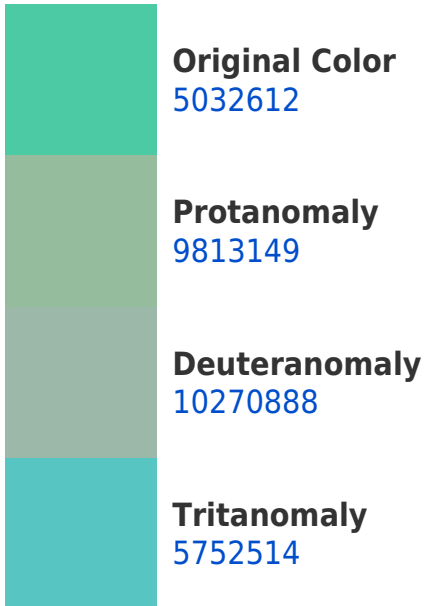 Original Color
5032612
Protanomaly
9813149
Deuteranomaly
10270888
Tritanomaly
5752514